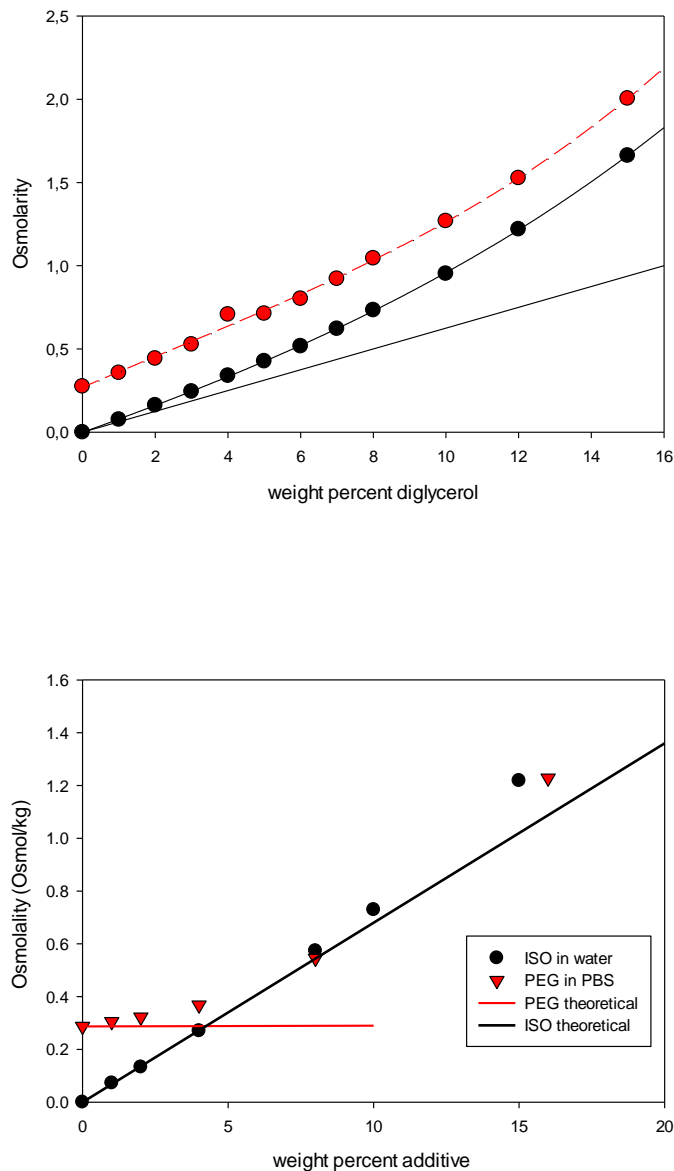 2,5
2,0
1,5
1,0
0,5
0,0
Osmolarity
0 2 4 6 8 10 12 14 16
weight percent diglycerol
1.6
1.4
1.2
1.0
0.8
0.6
0.4
0.2
0.0
Osmolality (Osmol/kg)
ISO in water
PEG in PBS
PEG theoretical
ISO theoretical
0 5 10 15 20
weight percent additive